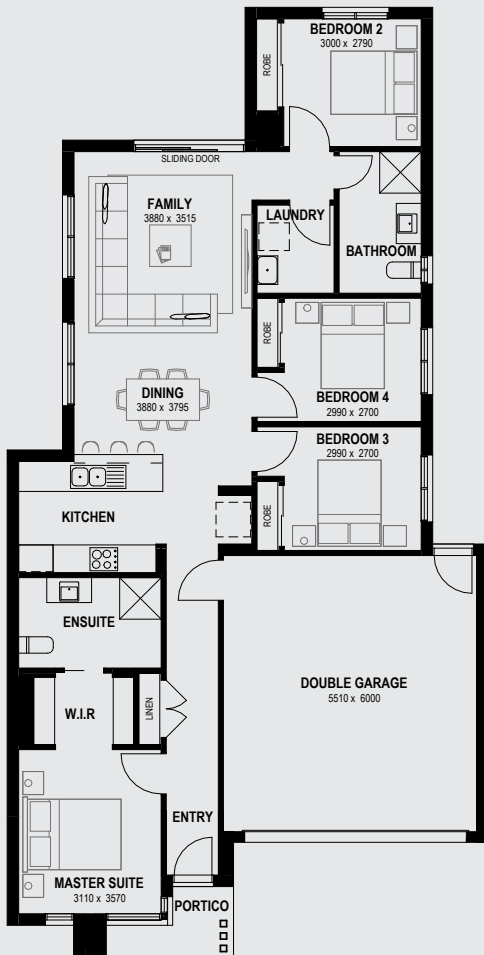 BEDROOM 2
3000 x 2790
ROBE
SLIDING DOOR
FAMILY
3880 x 3515
LAUNDRY
BATHROOM
ROBE
DINING
3880 x 3795
BEDROOM 4
2990 x 2700
BEDROOM 3
2990 x 2700
ROBE
KITCHEN
ENSUITE
W.I.R
LINEN
DOUBLE GARAGE
5510 x 6000
ENTRY
MASTER SUITE
3110 x 3570
PORTICO